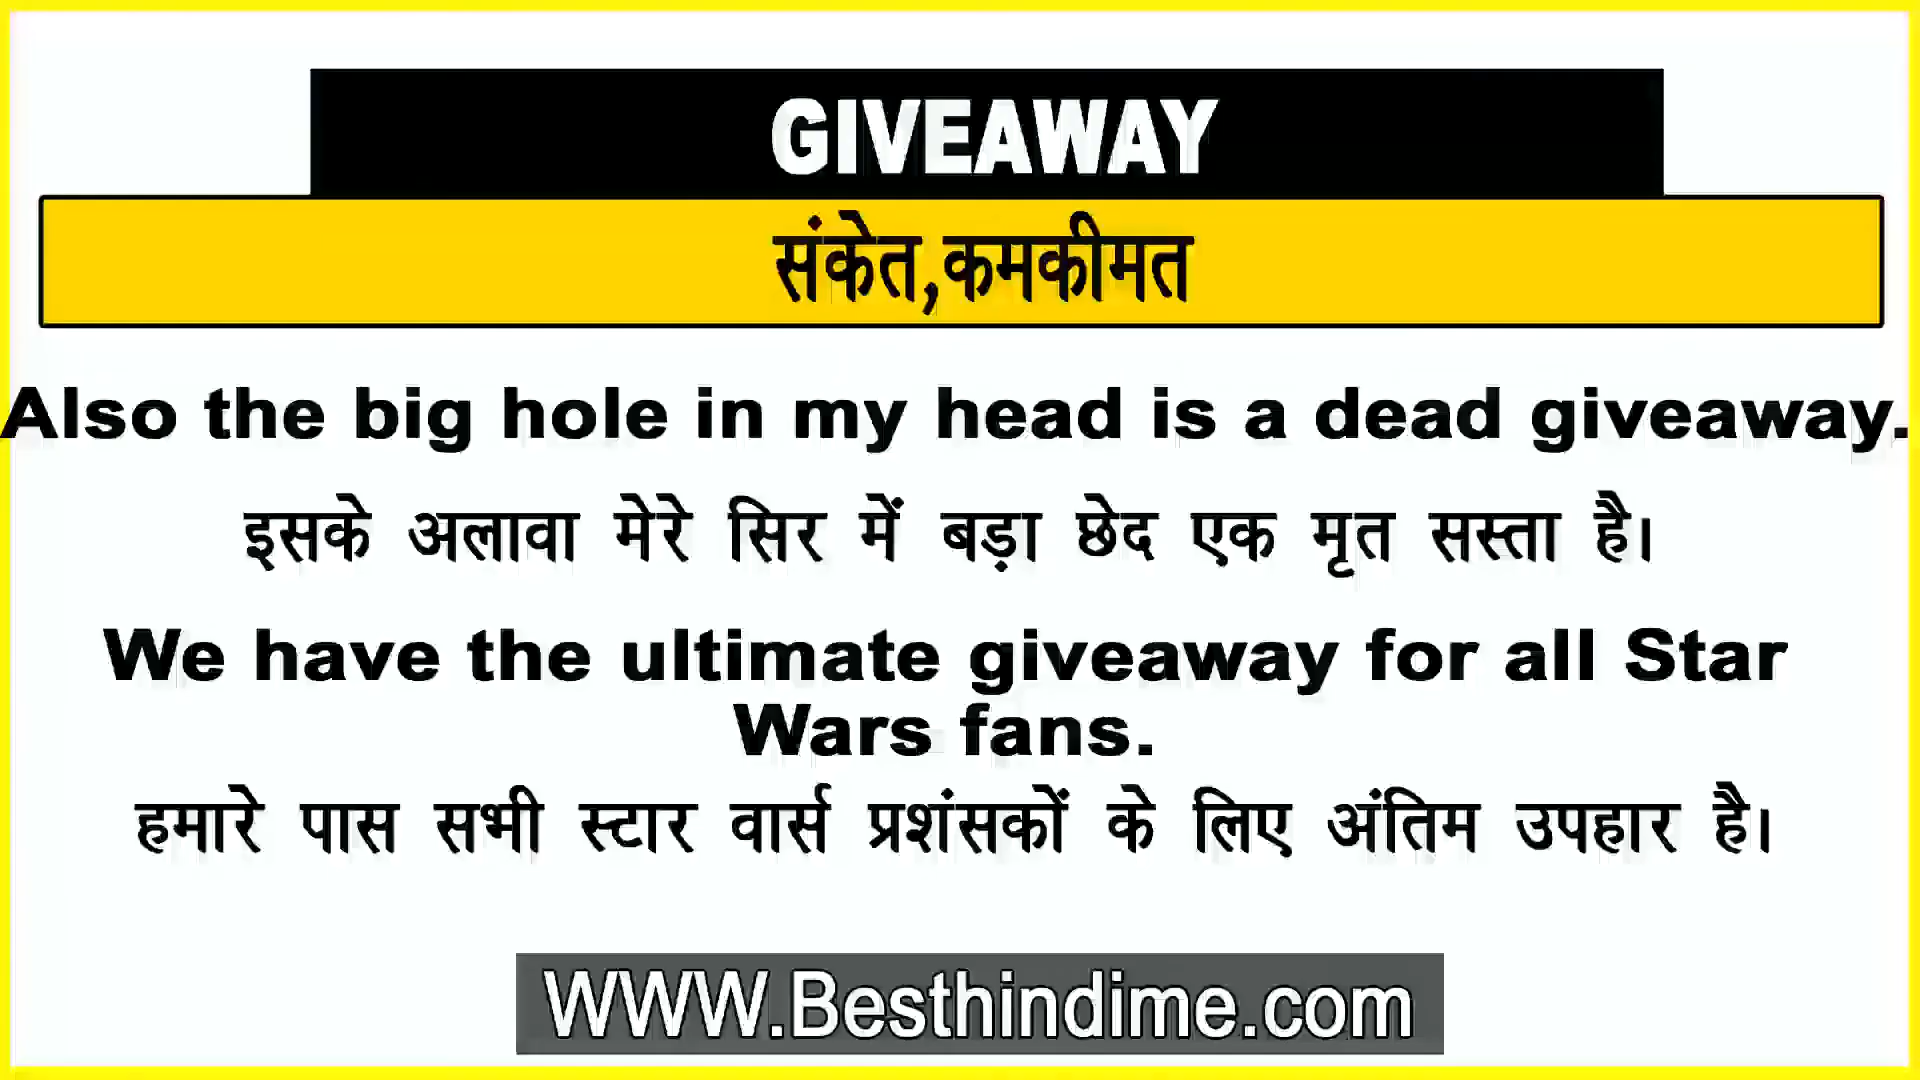 GIVEAWAY
संकेत,कमकीमत
Also the big hole in my head is a dead giveaway.
इसके अलावा मेरे सिर में बड़ा छेद एक मृत सस्ता है।
We have the ultimate giveaway for all Star
Wars fans.
हमारे पास सभी स्टार वार्स प्रशंसकों के लिए अंतिम उपहार है।
WWW.Besthindime.com